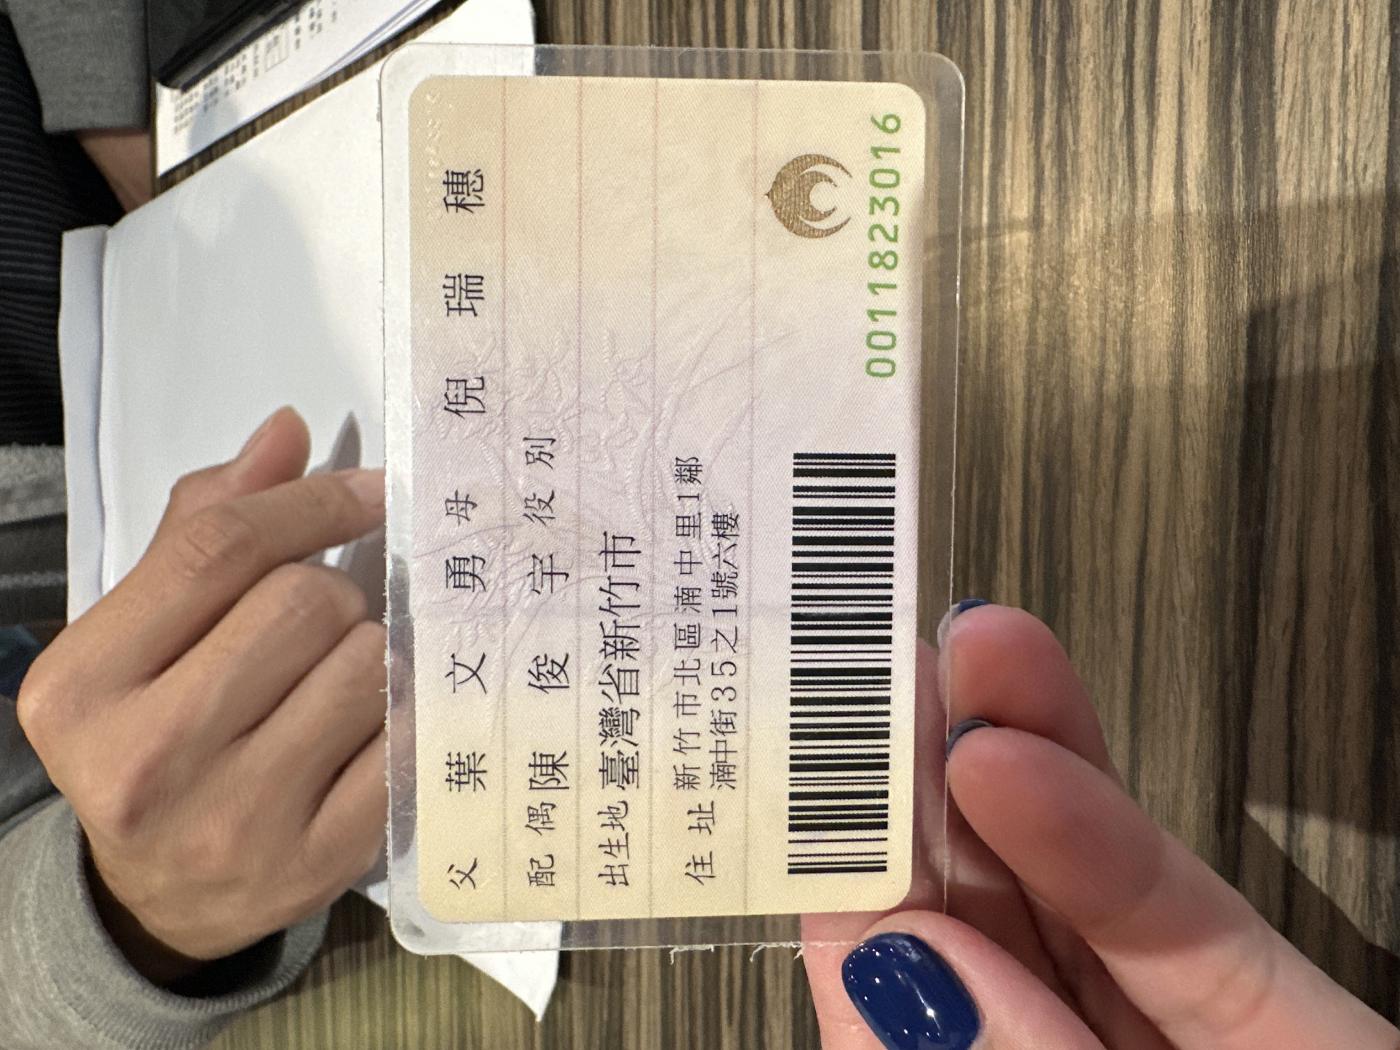 父 葉文勇 母 倪瑞穗
配偶 陳俊宇 役別
出生地 臺灣省新竹市
住址 新竹市北區湳中里1鄰
湳中街35之1號六樓
0011823016